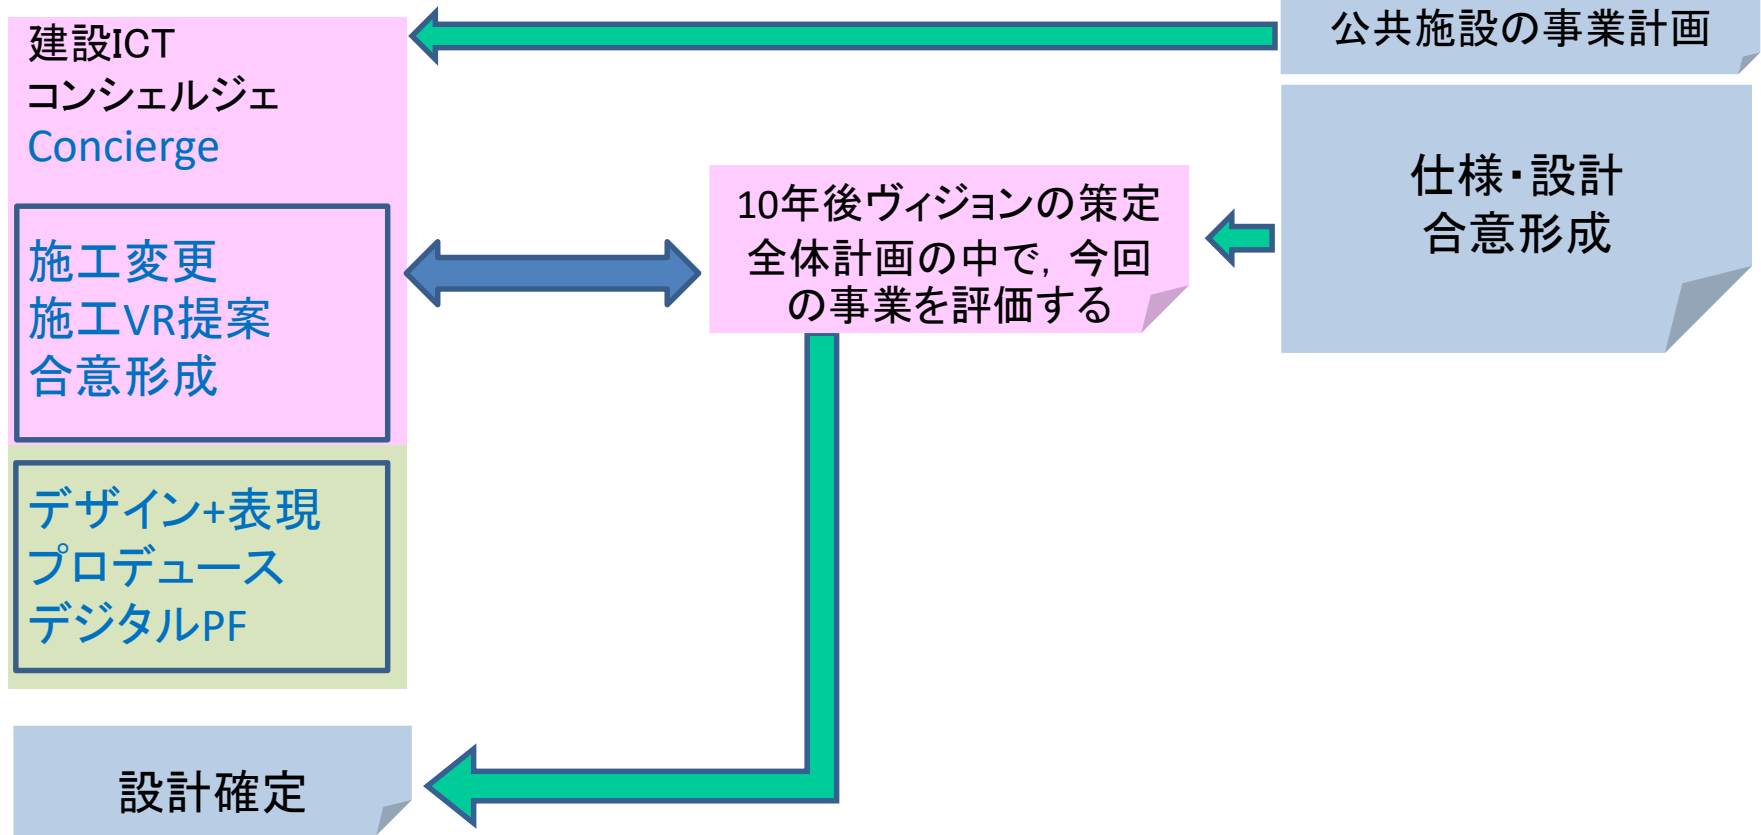 建設ICT
コンシェルジェ
Concierge
施工変更
施工VR提案
合意形成
デザイン+表現
プロデュース
デジタルPF
設計確定
10年後ヴィジョンの策定
全体計画の中で, 今回
の事業を評価する
公共施設の事業計画
仕様・設計
合意形成